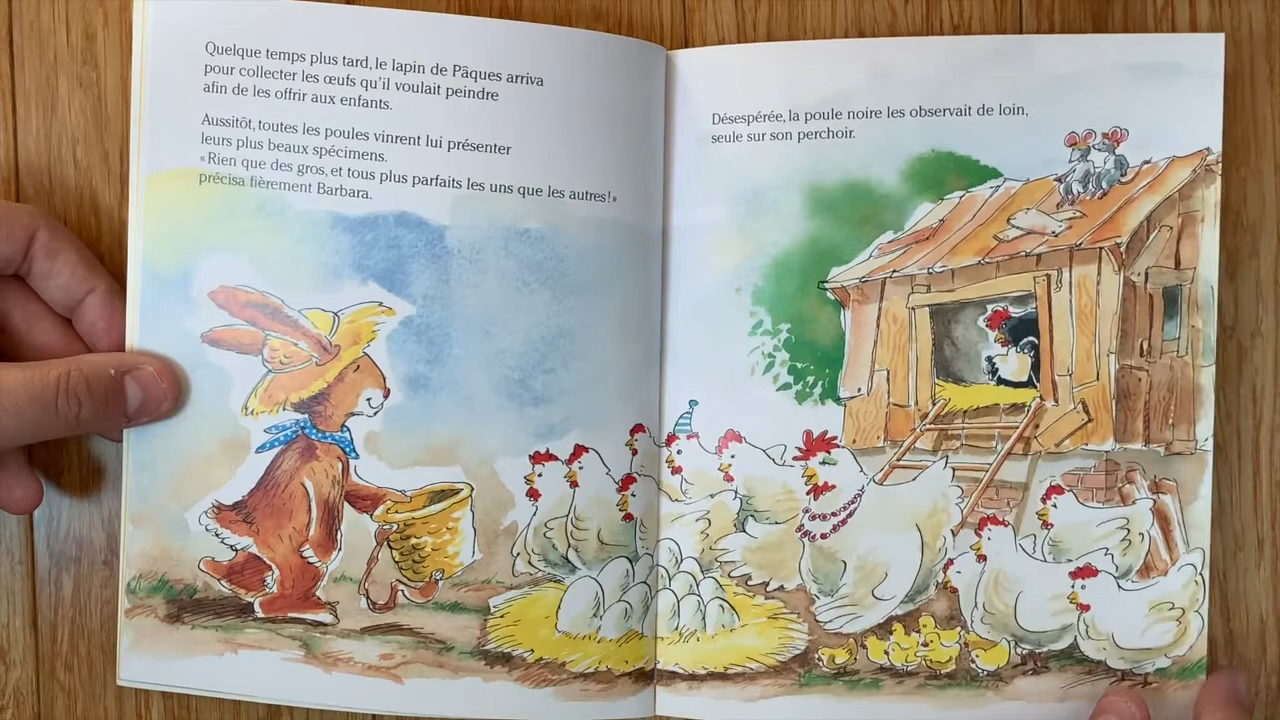 Quelque temps plus tard, le lapin de Pâques arriva
pour collecter les œufs qu'il voulait peindre
afin de les offrir aux enfants.
Aussitôt, toutes les poules vinrent lui présenter
leurs plus beaux spécimens.
« Rien que des gros, et tous plus parfaits les uns que les autres ! »
précisa fièrement Barbara.
Désespérée, la poule noire les observait de loin,
seule sur son perchoir.